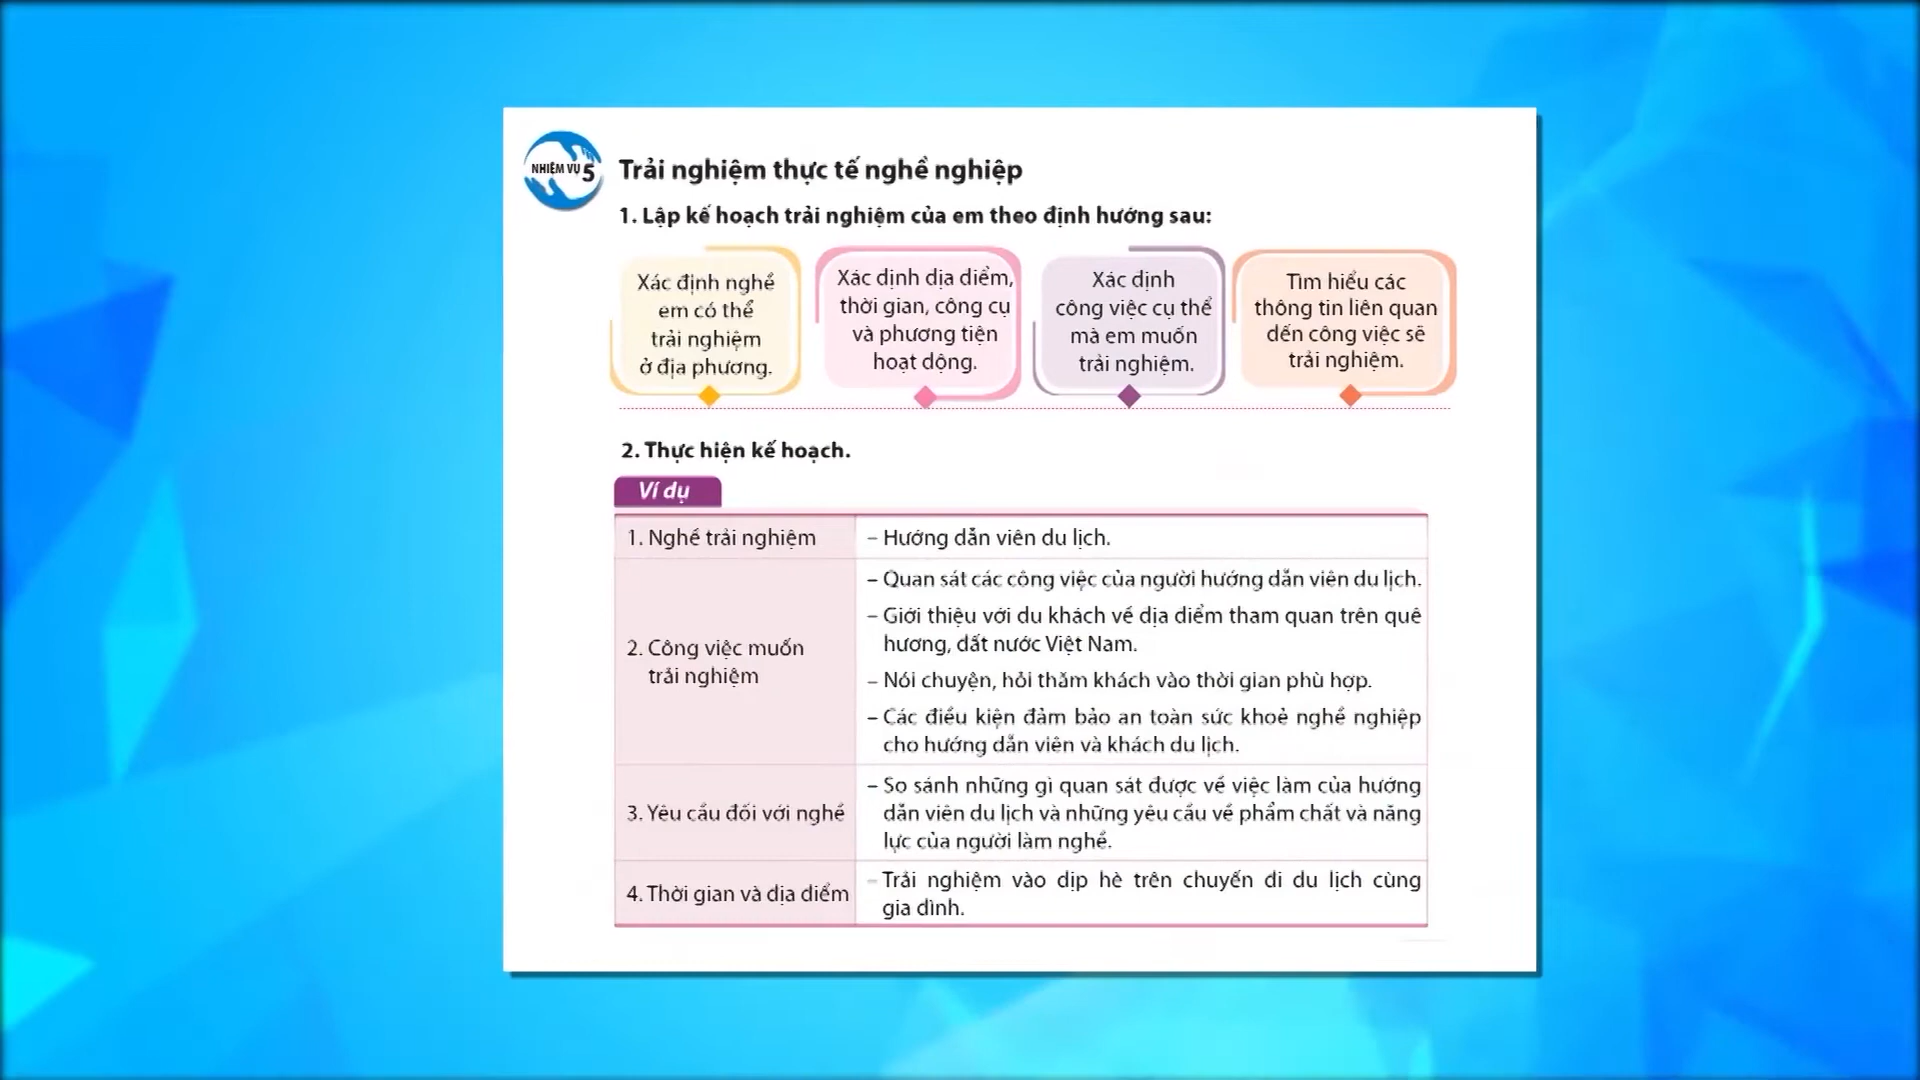 NHIỆM VỤ 5
Trải nghiệm thực tế nghề nghiệp
1. Lập kế hoạch trải nghiệm của em theo định hướng sau:
Xác định nghề
em có thể
trải nghiệm
ở địa phương.
Xác định địa điểm,
thời gian, công cụ
và phương tiện
hoạt động.
Xác định
công việc cụ thể
mà em muốn
trải nghiệm.
Tìm hiểu các
thông tin liên quan
đến công việc sẽ
trải nghiệm.
2. Thực hiện kế hoạch.
Ví dụ
1. Nghề trải nghiệm
– Hướng dẫn viên du lịch.
2. Công việc muốn
trải nghiệm
– Quan sát các công việc của người hướng dẫn viên du lịch.
– Giới thiệu với du khách về địa điểm tham quan trên quê
hương, đất nước Việt Nam.
– Nói chuyện, hỏi thăm khách vào thời gian phù hợp.
– Các điều kiện đảm bảo an toàn sức khoẻ nghề nghiệp
cho hướng dẫn viên và khách du lịch.
3. Yêu cầu đối với nghề
– So sánh những gì quan sát được về việc làm của hướng
dẫn viên du lịch và những yêu cầu về phẩm chất và năng
lực của người làm nghề.
4. Thời gian và địa điểm
– Trải nghiệm vào dịp hè trên chuyến đi du lịch cùng
gia đình.